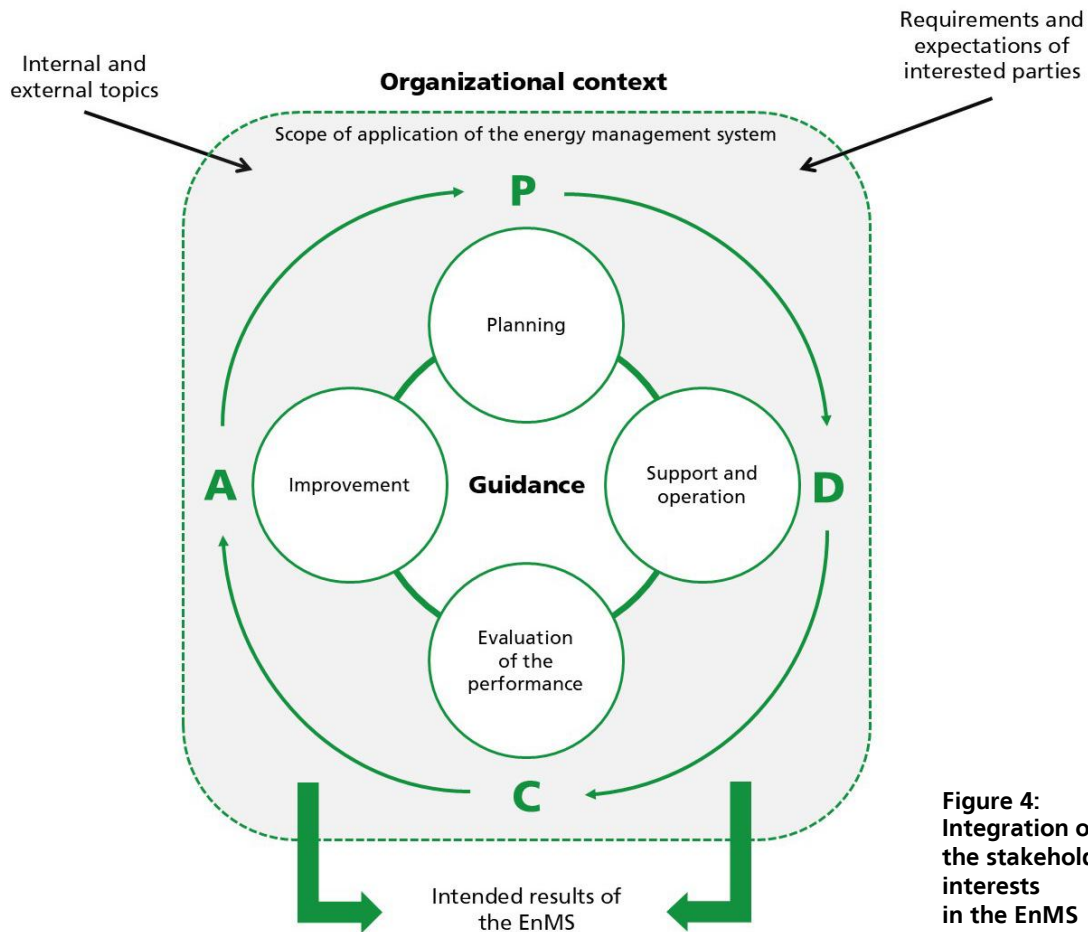 Internal and
external topics
Requirements and
expectations of
interested parties
Organizational context
Scope of application of the energy management system
P
Planning
A
Improvement
Guidance
Support and
operation
D
Evaluation
of the
performance
C
Intended results of
the EnMS
Figure 4:
Integration
the
interests
in the EnMS